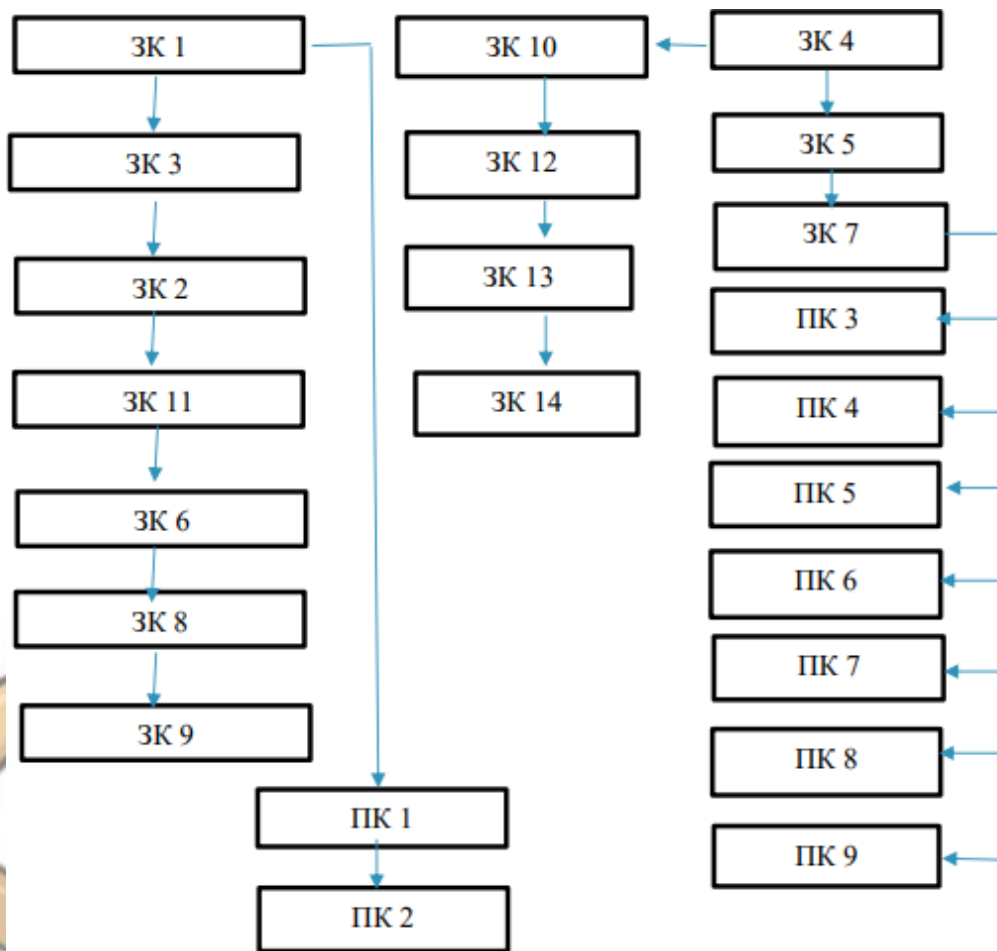 ЗК 1
ЗК 3
ЗК 2
ЗК 11
ЗК 6
ЗК 8
ЗК 9
ПК 1
ПК 2
ЗК 10
ЗК 12
ЗК 13
ЗК 14
ЗК 4
ЗК 5
ЗК 7
ПК 3
ПК 4
ПК 5
ПК 6
ПК 7
ПК 8
ПК 9